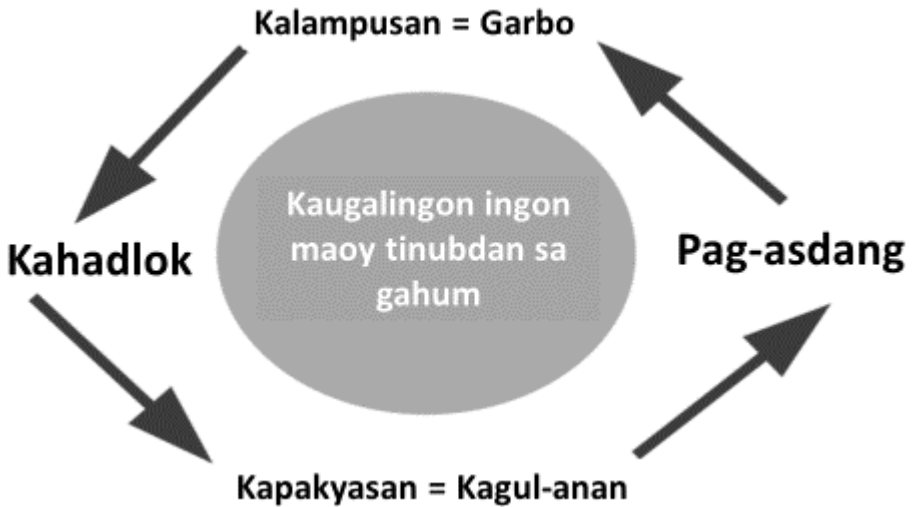 Kalampusan = Garbo
Kaugalingon ingon
maoy tinubdan sa
gahum
Kahadlok
Pag-asdang
Kapakyasan = Kagul-anan